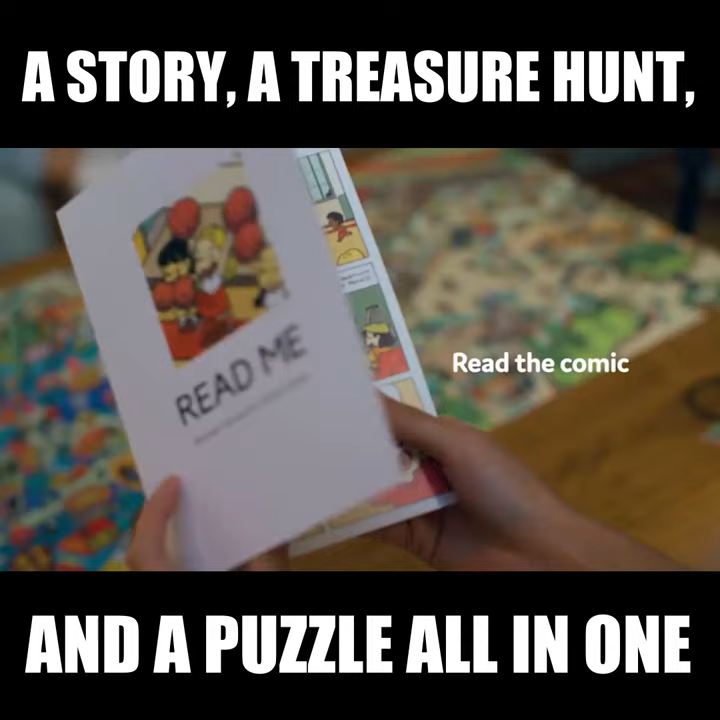 A STORY, A TREASURE HUNT,
READ ME
Read the comic
AND A PUZZLE ALL IN ONE